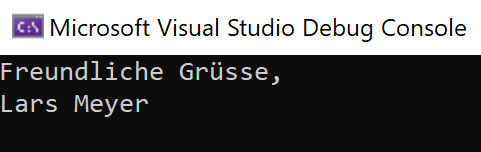 Microsoft Visual Studio Debug Console
Freundliche Grüsse,
Lars Meyer